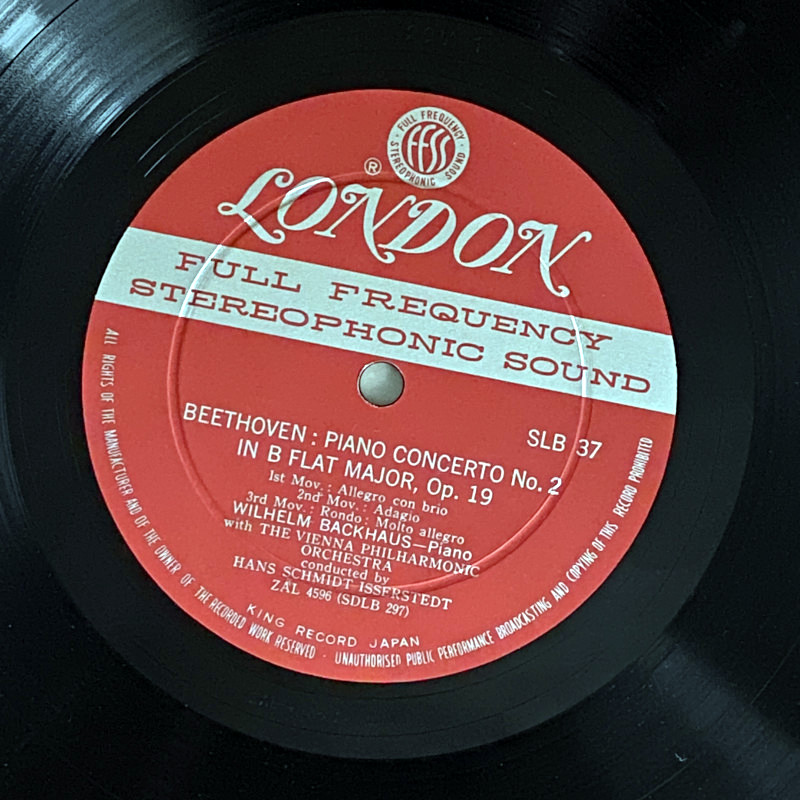 FULL FREQUENCY
STEREOPHONIC SOUND
FFSS
®
LONDON
FULL FREQUENCY
STEREOPHONIC SOUND
SLB 37
BEETHOVEN : PIANO CONCERTO No. 2
IN B FLAT MAJOR, Op. 19
1st Mov. : Allegro con brio
2nd Mov. : Adagio
3rd Mov. : Rondo : Molto allegro
WILHELM BACKHAUS—Piano
with THE VIENNA PHILHARMONIC
ORCHESTRA
conducted by
HANS SCHMIDT ISSERSTEDT
ZAL 4596 (SDLB 297)
KING RECORD JAPAN
ALL RIGHTS OF THE MANUFACTURER AND OF THE OWNER OF THE RECORDED WORK RESERVED · UNAUTHORISED PUBLIC PERFORMANCE BROADCASTING AND COPYING OF THIS RECORD PROHIBITED